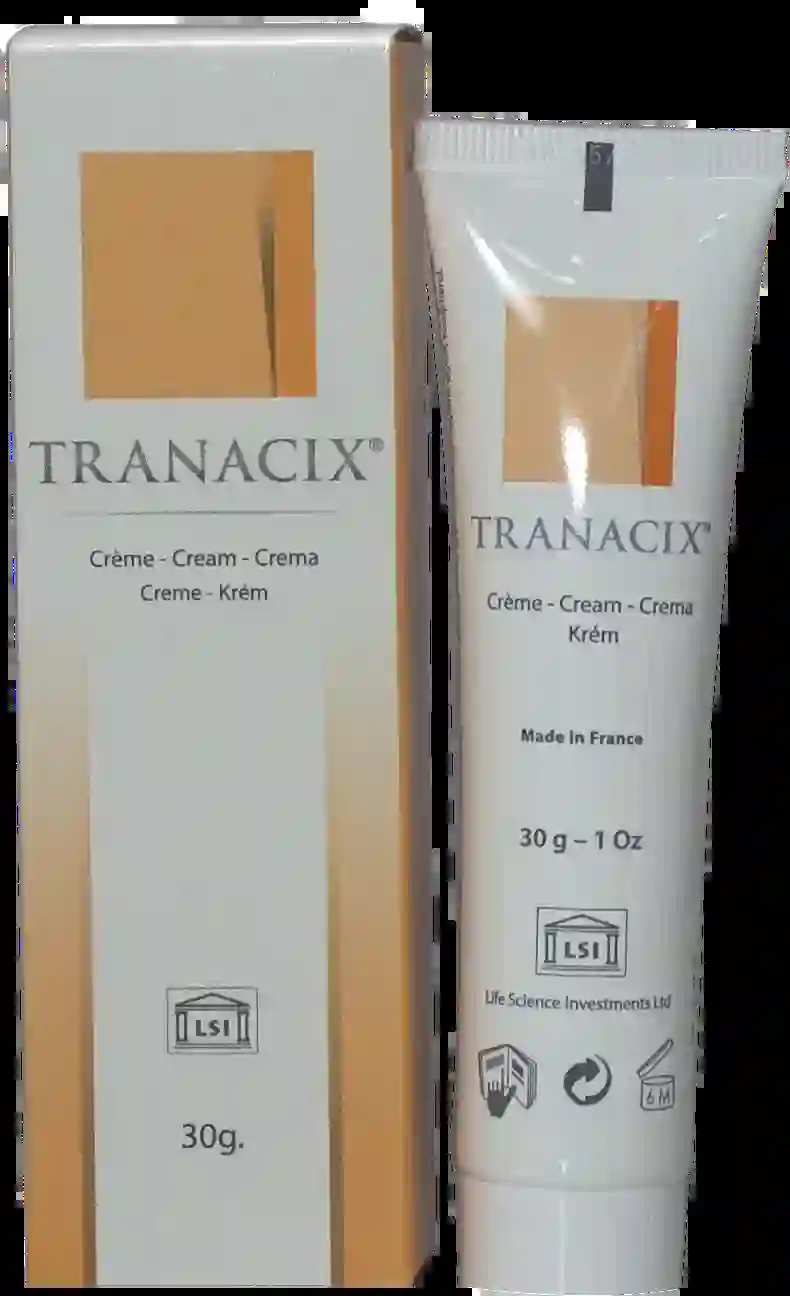 TRANACIX®
Crème - Cream - Crema
Creme - Krém
LSI
30g.
TRANACIX®
Crème - Cream - Crema
Krém
Made in France
30 g – 1 Oz
LSI
Life Science Investments Ltd
6 M